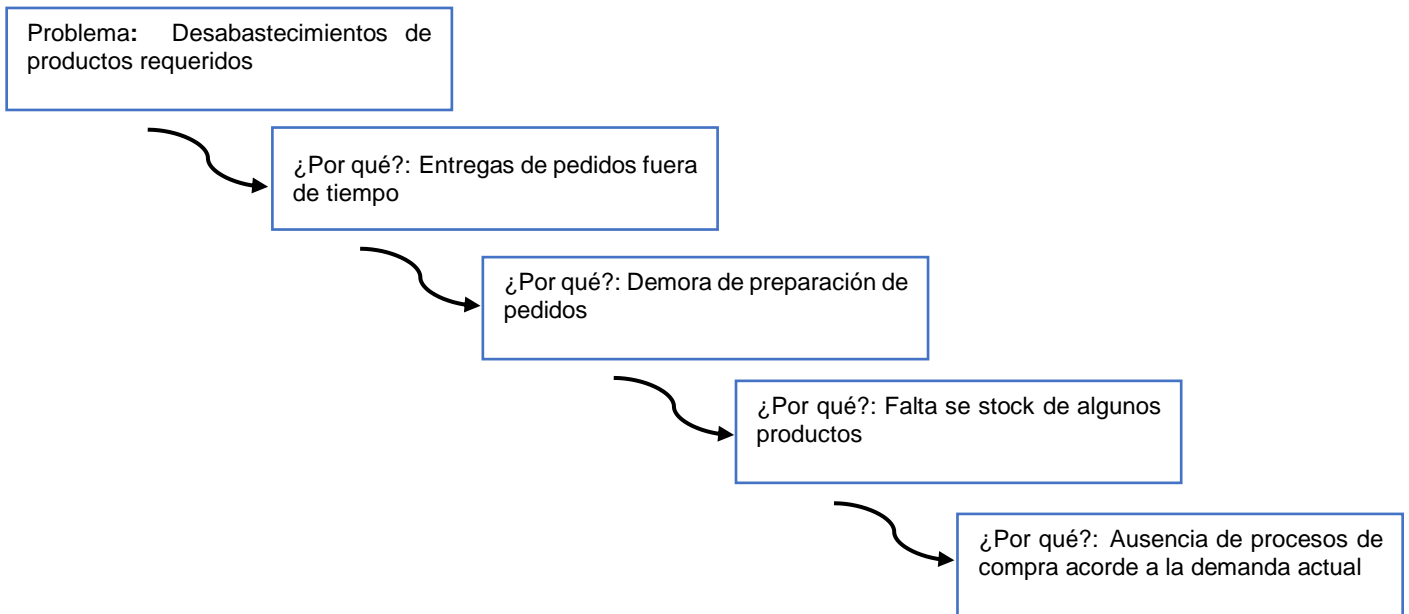 Problema: Desabastecimientos de
productos requeridos
¿Por qué?: Entregas de pedidos fuera
de tiempo
¿Por qué?: Demora de preparación de
pedidos
¿Por qué?: Falta se stock de algunos
productos
¿Por qué?: Ausencia de procesos de
compra acorde a la demanda actual